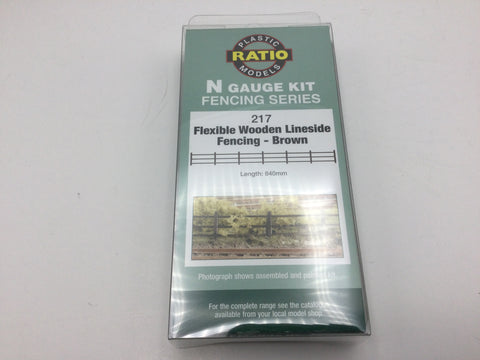 PLASTIC
RATIO
MODELS
N GAUGE KIT
FENCING SERIES
217
Flexible Wooden Lineside
Fencing - Brown
Length: 840mm
Photograph shows assembled and painted kit
For the complete range see the catalogue
available from your local model shop